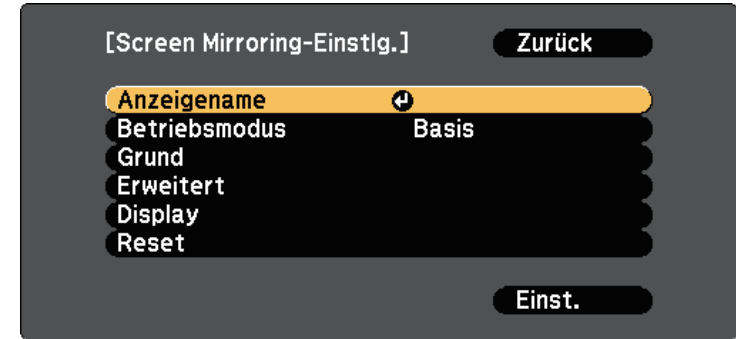 [Screen Mirroring-Einstlg.] Zurück
Anzeigename
Betriebsmodus Basis
Grund
Erweitert
Display
Reset
Einst.